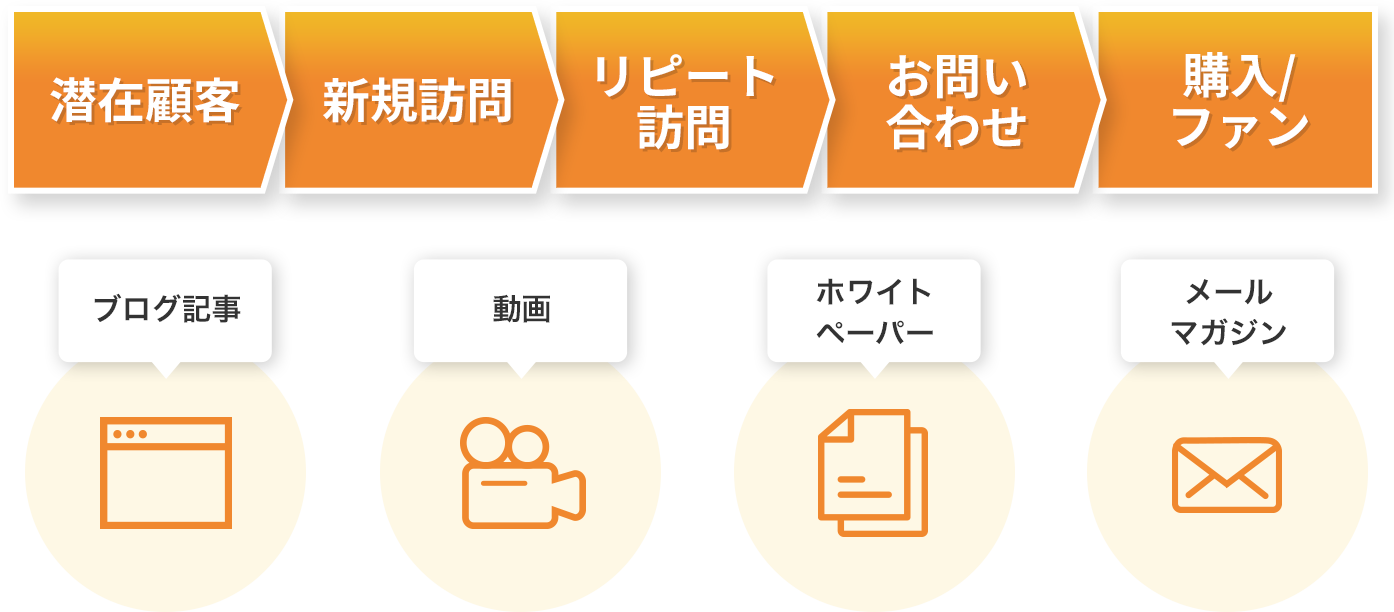 潜在顧客
新規訪問
リピート
訪問
お問い
合わせ
購入/
ファン
ブログ記事
動画
ホワイト
ペーパー
メール
マガジン